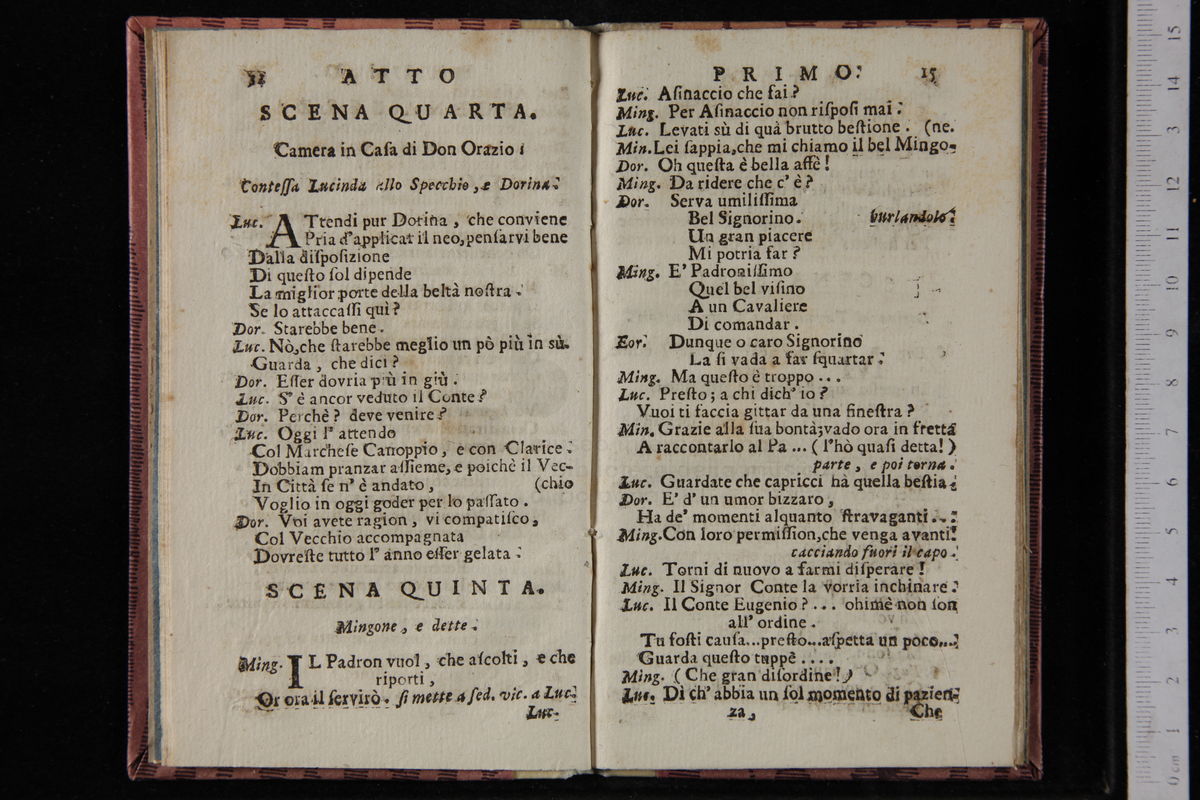 ATTO
SCENA QUARTA.
Camera in Caſa di Don Orazio :
Conteſſa Lucinda allo Specchio, e Dorina:
Luc. ATtendi pur Dorina, che conviene
Pria d'applicar il neo, penſarvi bene
Dalla diſpoſizione
Di queſto ſol dipende
La miglior porte della beltà noſtra.
Se lo attaccaſſi quì?
Dor. Starebbe bene.
Luc. Nò, che ſtarebbe meglio un pò più in sù.
Guarda, che dici?
Dor. Eſſer dovria più in giù.
Luc. S' è ancor veduto il Conte?
Dor. Perchè? deve venire?
Luc. Oggi l' attendo
Col Marcheſe Canoppio, e con Clarice:
Dobbiam pranzar aſſieme, e poichè il Vec-
In Città ſe n' è andato, (chio
Voglio in oggi goder per lo paſſato.
Dor. Voi avete ragion, vi compatiſco,
Col Vecchio accompagnata
Dovreſte tutto l' anno eſſer gelata:
SCENA QUINTA.
Mingone, e dette:
Ming. IL Padron vuol, che aſcolti, e che
riporti,
Or ora il ſervirò. ſi mette a ſed. vic. a Luc:
Luc.
PRIMO: 15
Luc. Aſinaccio che fai?
Ming. Per Aſinaccio non riſpoſi mai:
Luc. Levati sù di quà brutto beſtione. (ne.
Min. Lei ſappia, che mi chiamo il bel Mingo-
Dor. Oh queſta è bella affè!
Ming. Da ridere che c' è?
Dor. Serva umiliſſima
Bel Signorino. burlandolo:
Un gran piacere
Mi potria far?
Ming. E' Padroniſſimo
Quel bel viſino
A un Cavaliere
Di comandar.
Eor: Dunque o caro Signorino
La ſi vada a far ſquartar:
Ming. Ma queſto è troppo...
Luc. Preſto; a chi dich' io?
Vuoi ti faccia gittar da una fineſtra?
Min. Grazie alla ſua bontà; vado ora in fretta
A raccontarlo al Pa... (l'hò quaſi detta!)
parte, e poi torna.
Luc. Guardate che capricci hà quella beſtia:
Dor. E' d' un umor bizzaro,
Ha de' momenti alquanto ſtravaganti...
Ming. Con loro permiſſion, che venga avanti!
cacciando fuori il capo.
Luc. Torni di nuovo a farmi diſperare!
Ming. Il Signor Conte la vorria inchinare:
Luc. Il Conte Eugenio? ... ohimè non ſon
all' ordine.
Tu foſti cauſa...preſto...aſpetta un poco...:
Guarda queſto tuppè....
Ming. (Che gran diſordine!)
Luc. Di ch' abbia un ſol momento di pazien-
za, Che